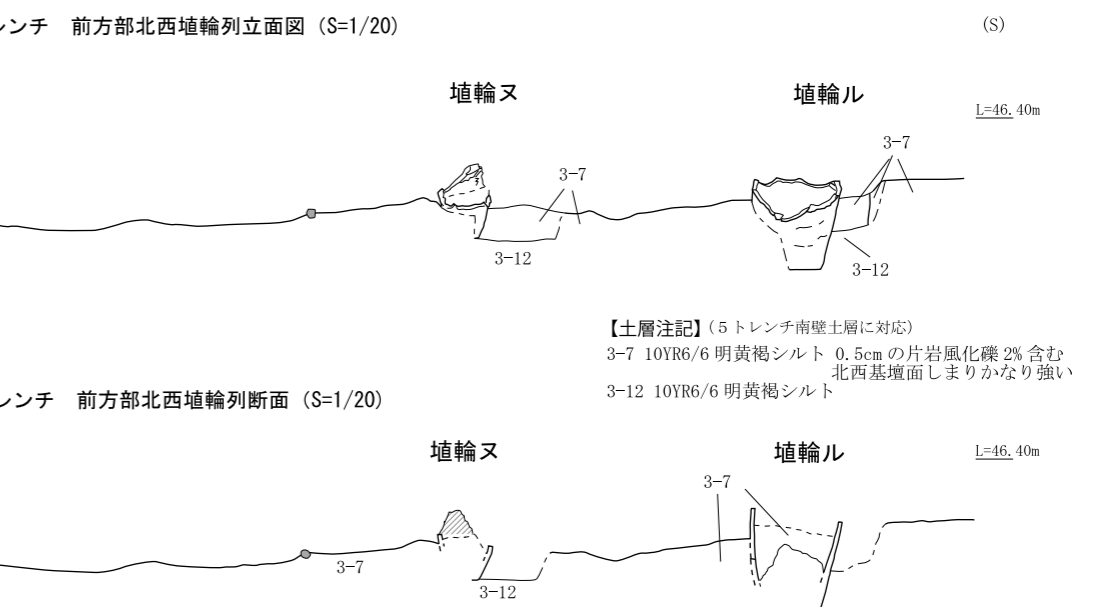 レンチ　前方部北西埴輪列立面図（S=1/20）
(S)
埴輪ヌ
埴輪ル
L=46.40m
3-7
3-7
3-12
3-12
【土層注記】（５トレンチ南壁土層に対応）
3-7 10YR6/6 明黄褐シルト 0.5cm の片岩風化礫 2% 含む
北西基壇面しまりかなり強い
3-12 10YR6/6 明黄褐シルト
レンチ　前方部北西埴輪列断面（S=1/20）
埴輪ヌ
埴輪ル
L=46.40m
3-7
3-7
3-12